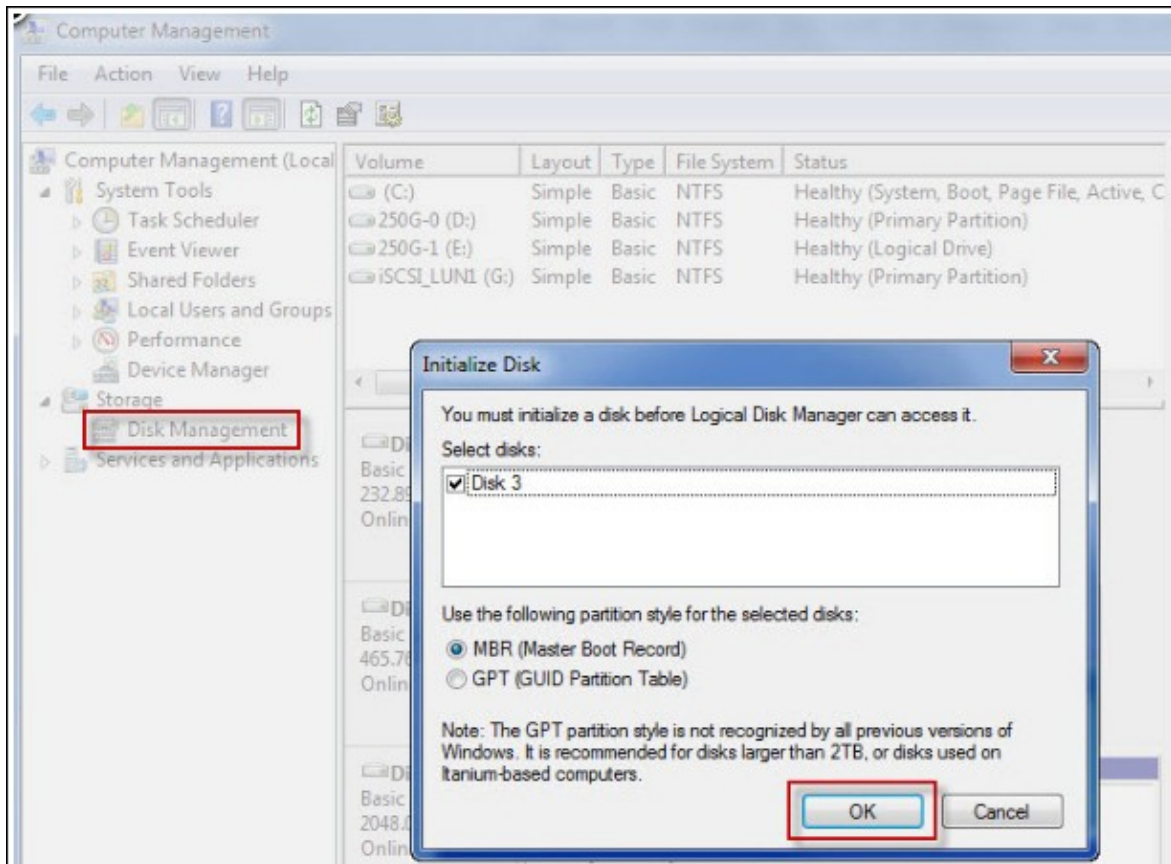 Computer Management
File Action View Help
Computer Management (Local
System Tools
Task Scheduler
Event Viewer
Shared Folders
Local Users and Groups
Performance
Device Manager
Storage
Disk Management
Services and Applications
Volume Layout Type File System Status
(C:) Simple Basic NTFS Healthy (System, Boot, Page File, Active, C
250G-0 (D:) Simple Basic NTFS Healthy (Primary Partition)
250G-1 (E:) Simple Basic NTFS Healthy (Logical Drive)
iSCSI_LUN1 (G:) Simple Basic NTFS Healthy (Primary Partition)
Di
Basic
232.89
Onlin
Di
Basic
465.76
Onlin
Di
Basic
2048.0
Onlin
Initialize Disk
You must initialize a disk before Logical Disk Manager can access it.
Select disks:
Disk 3
Use the following partition style for the selected disks:
MBR (Master Boot Record)
GPT (GUID Partition Table)
Note: The GPT partition style is not recognized by all previous versions of
Windows. It is recommended for disks larger than 2TB, or disks used on
Itanium-based computers.
OK Cancel